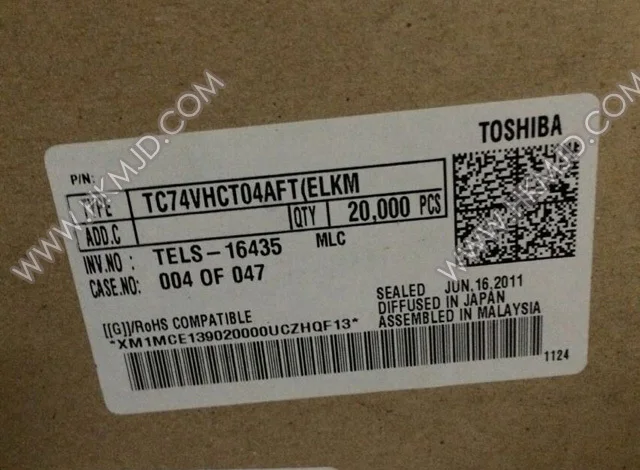 TOSHIBA
P/N:
TYPE TC74VHCT04AFT(ELKM
ADD.C QTY 20,000 PCS
INV.NO : TELS-16435 MLC
CASE.NO: 004 OF 047
SEALED JUN.16.2011
DIFFUSED IN JAPAN
ASSEMBLED IN MALAYSIA
[[G]]/RoHS COMPATIBLE
*XM1MCE139020000UCZHQF13*
1124
WWW.HKMJD.COM
WWW.HKMJD.COM